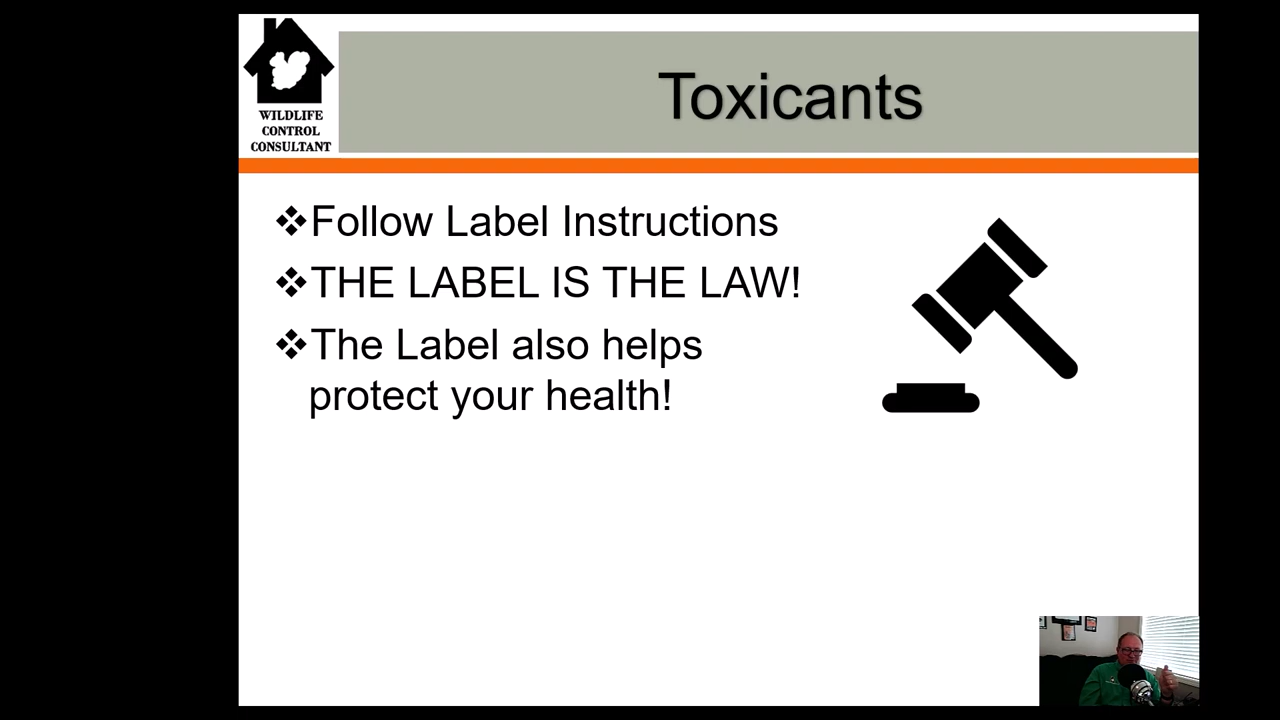 WILDLIFE
CONTROL
CONSULTANT
Toxicants
❖Follow Label Instructions
❖THE LABEL IS THE LAW!
❖The Label also helps
protect your health!